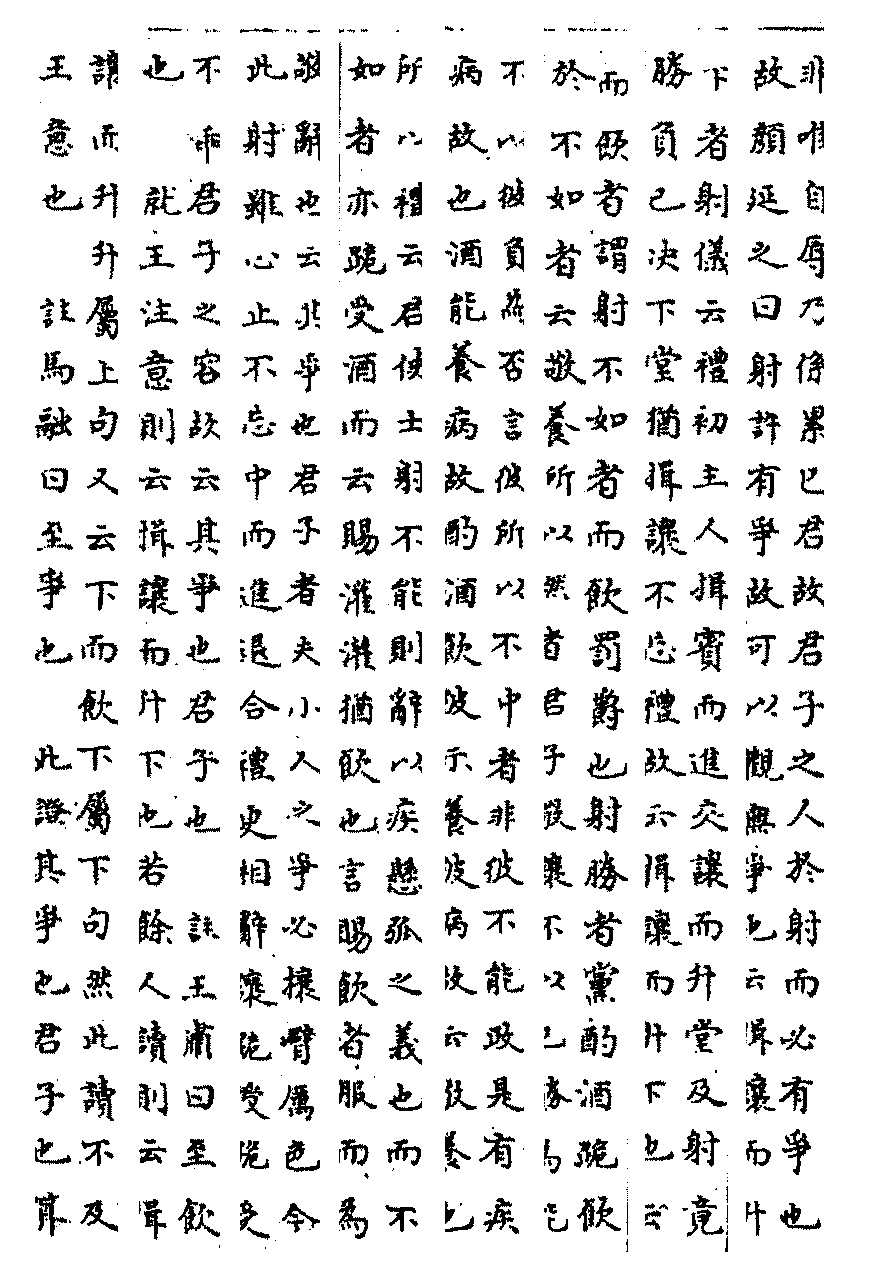 非唯自辱乃係累己君故君子之人於射而必有爭也
故顏延之曰射許有爭故可以觀無爭也云揖讓而升
下者射儀云禮初主人揖賓而進交讓而升堂及射竟
勝負已決下堂猶揖讓不忘禮故云揖讓而升下也云
而飲者謂射不如者而飲罰爵也射勝者黨酌酒跪飲
於不如者云敬養所以然者君子敬讓不以己勝為能
不以彼負為否言彼所以不中者非彼不能政是有疾
病故也酒能養病故酌酒飲彼示養彼病故云敬養也
所以禮云君使士射不能則辭以疾懸弧之義也而不
如者亦跪受酒而云賜灌灌猶飲也言賜飲者服而為
敬辭也云其爭也君子者夫小人之爭必攘臂厲色今
此射雖心止不忘中而進退合禮更相辭讓跪受跪受
不乖君子之容故云其爭也君子也 註王肅曰至飲
也 就王注意則云揖讓而升下也若餘人讀則云揖
讓而升升屬上句又云下而飲下屬下句然此讀不及
王意也 註馬融曰至爭也 此證其爭也君子也